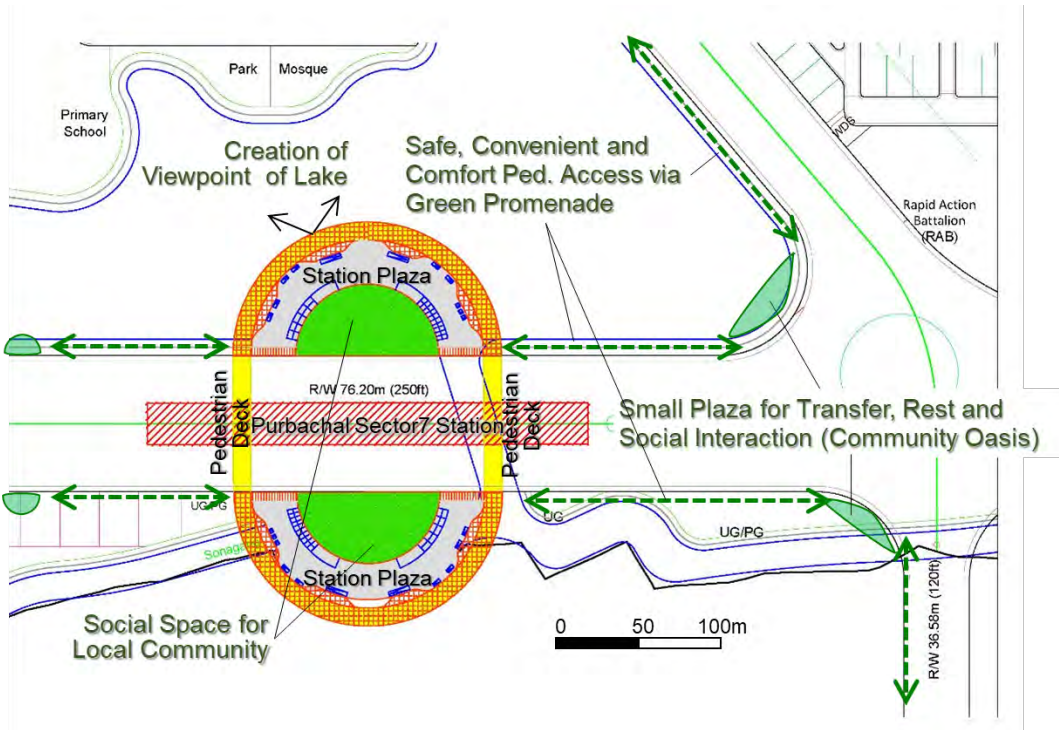 Park
Mosque
Primary
School
Creation of
Viewpoint of Lake
Safe, Convenient and
Comfort Ped. Access via
Green Promenade
WDS
Rapid Action
Battalion
(RAB)
Station Plaza
R/W 76.20m (250ft)
Pedestrian
Deck
Purbachal Sector7 Station
Pedestrian
Deck
Small Plaza for Transfer, Rest and
Social Interaction (Community Oasis)
UG/PG
UG
UG/PG
Station Plaza
Social Space for
Local Community
0 50 100m
R/W 36.58m (120ft)